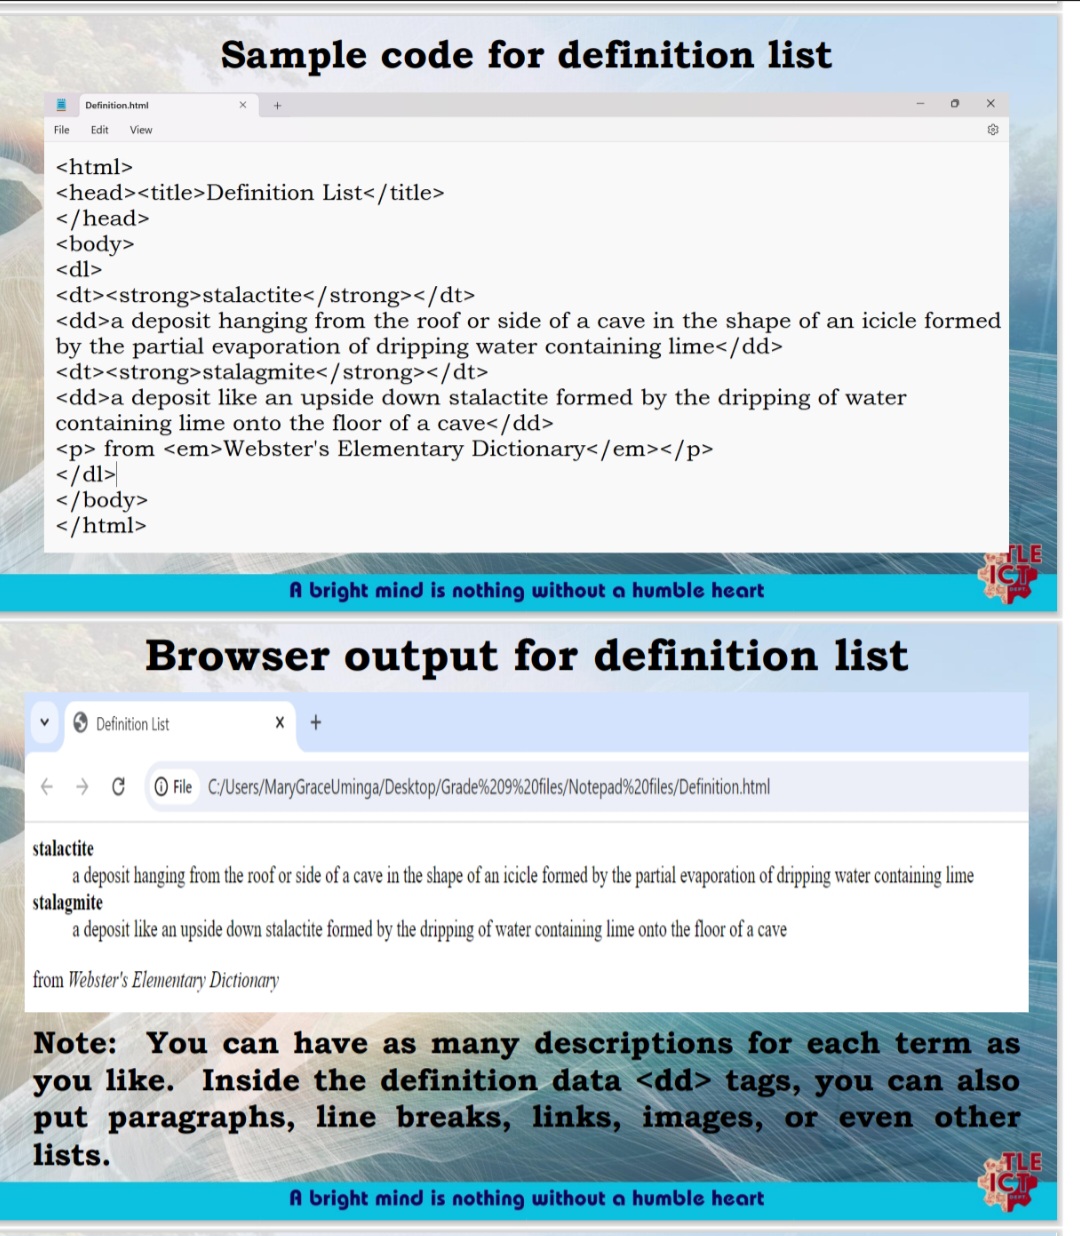 Sample code for definition list
Definition.html
File Edit View
<html>
<head><title>Definition List</title>
</head>
<body>
<dl>
<dt><strong>stalactite</strong></dt>
<dd>a deposit hanging from the roof or side of a cave in the shape of an icicle formed
by the partial evaporation of dripping water containing lime</dd>
<dt><strong>stalagmite</strong></dt>
<dd>a deposit like an upside down stalactite formed by the dripping of water
containing lime onto the floor of a cave</dd>
<p> from <em>Webster's Elementary Dictionary</em></p>
</dl>
</body>
</html>
TLE
ICT
DEPT.
A bright mind is nothing without a humble heart
Browser output for definition list
Definition List
File C:/Users/MaryGraceUminga/Desktop/Grade%209%20files/Notepad%20files/Definition.html
stalactite
a deposit hanging from the roof or side of a cave in the shape of an icicle formed by the partial evaporation of dripping water containing lime
stalagmite
a deposit like an upside down stalactite formed by the dripping of water containing lime onto the floor of a cave
from Webster's Elementary Dictionary
Note: You can have as many descriptions for each term as
you like. Inside the definition data <dd> tags, you can also
put paragraphs, line breaks, links, images, or even other
lists.
TLE
ICT
DEPT.
A bright mind is nothing without a humble heart